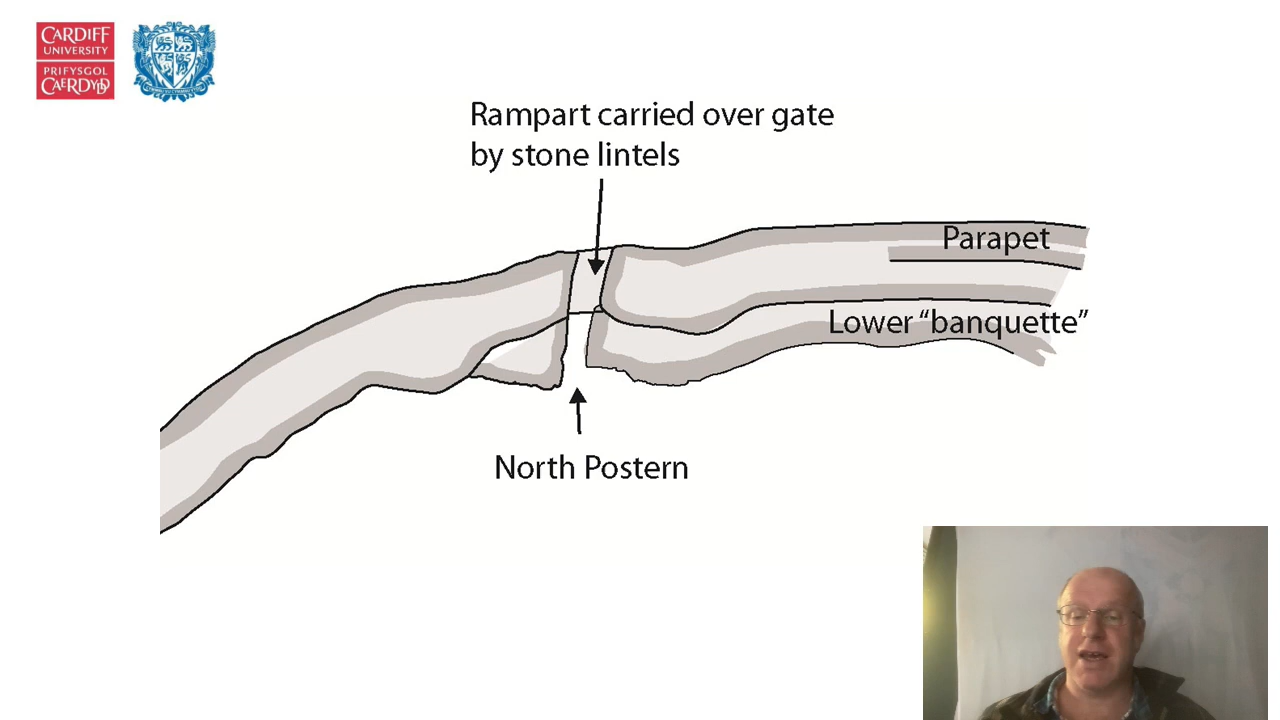 CARDIFF
UNIVERSITY
PRIFYSGOL
CAERDYDD
Rampart carried over gate
by stone lintels
Parapet
Lower “banquette”
North Postern